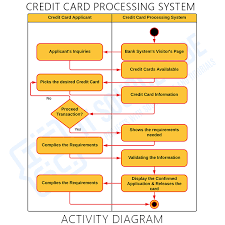 CREDIT CARD PROCESSING SYSTEM
Credit Card Applicant
Credit Card Processing System
Applicant's Inquiries
Bank System's Visitor's Page
Credit Cards Available
Picks the desired Credit Card
Credit Card Information
Proceed
Transaction?
Shows the requirements
needed
Complies the Requirements
Validating the Information
Complies the Requirements
Display the Confirmed
Application & Releases the
card
ACTIVITY DIAGRAM